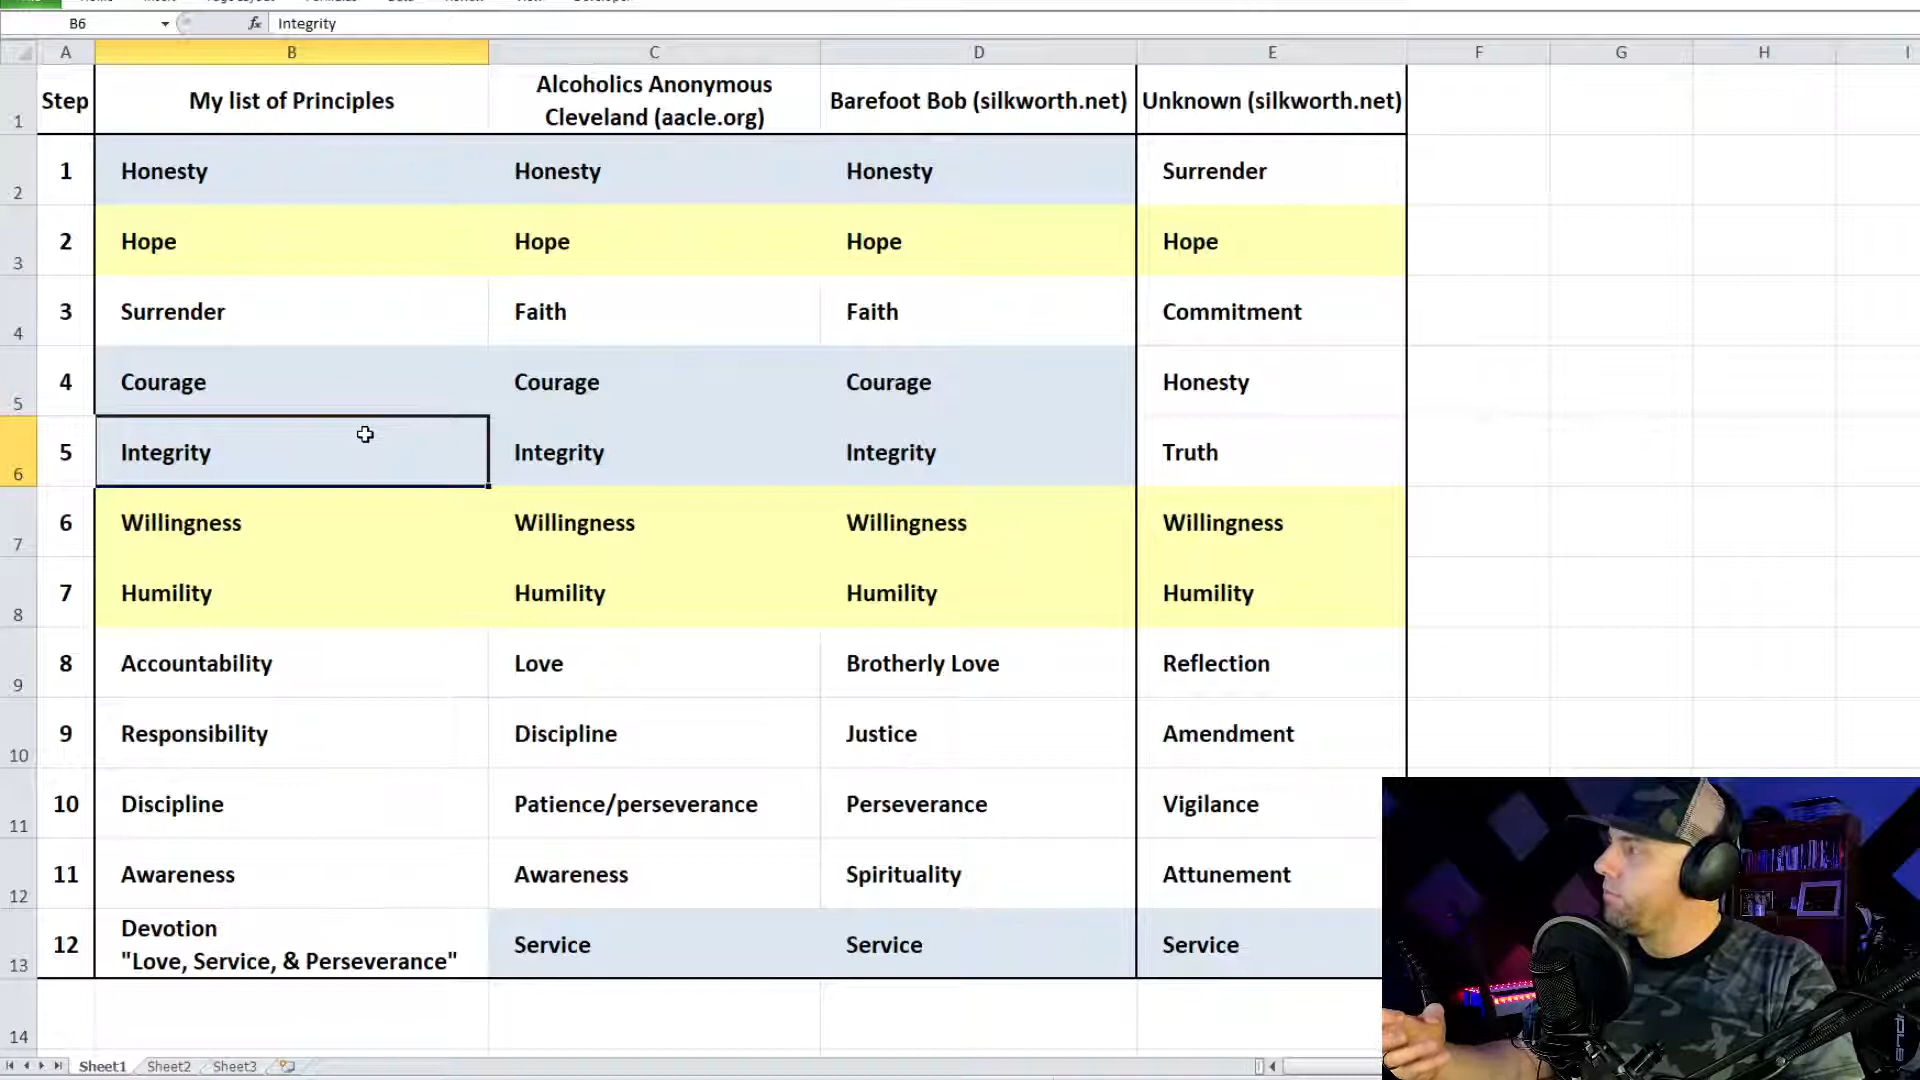 B6 fx Integrity
A B C D E F G H I
1 Step My list of Principles Alcoholics Anonymous Cleveland (aacle.org) Barefoot Bob (silkworth.net) Unknown (silkworth.net)
2 1 Honesty Honesty Honesty Surrender
3 2 Hope Hope Hope Hope
4 3 Surrender Faith Faith Commitment
5 4 Courage Courage Courage Honesty
6 5 Integrity Integrity Integrity Truth
7 6 Willingness Willingness Willingness Willingness
8 7 Humility Humility Humility Humility
9 8 Accountability Love Brotherly Love Reflection
10 9 Responsibility Discipline Justice Amendment
11 10 Discipline Patience/perseverance Perseverance Vigilance
12 11 Awareness Awareness Spirituality Attunement
13 12 Devotion "Love, Service, & Perseverance" Service Service Service
14
Sheet1 Sheet2 Sheet3